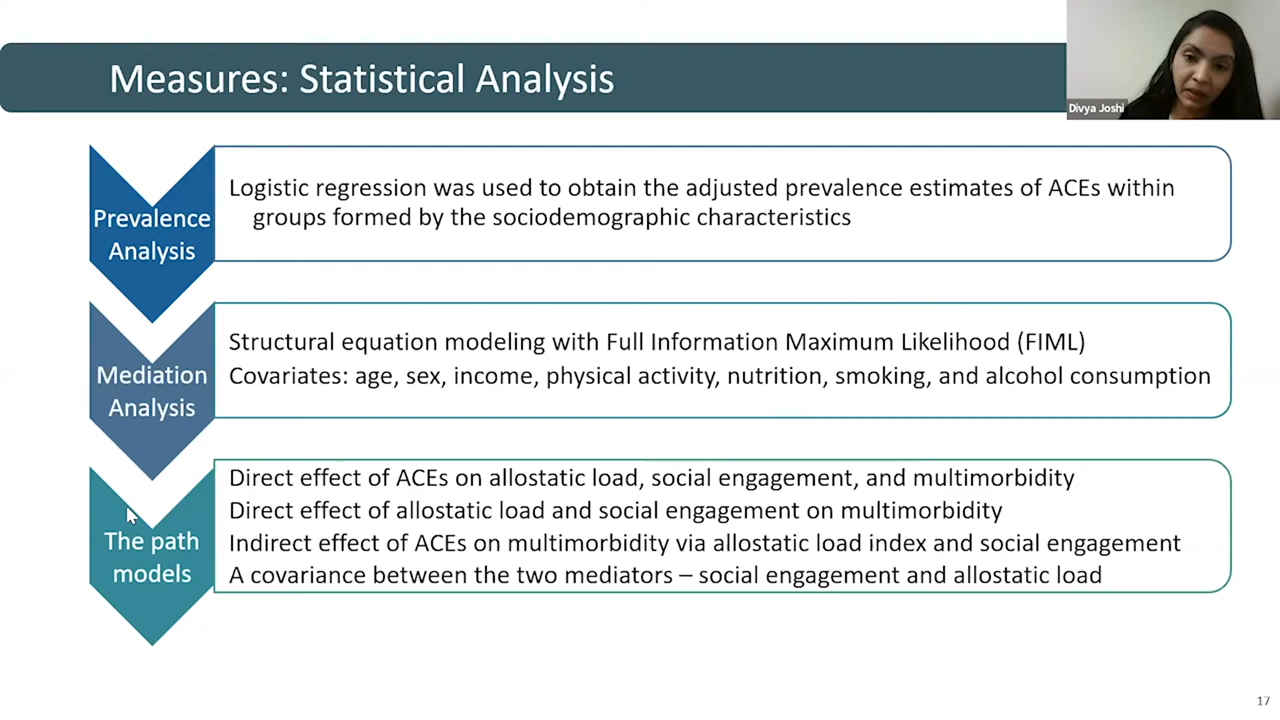 Measures: Statistical Analysis
Divya Joshi
Prevalence
Analysis
Logistic regression was used to obtain the adjusted prevalence estimates of ACEs within
groups formed by the sociodemographic characteristics
Mediation
Analysis
Structural equation modeling with Full Information Maximum Likelihood (FIML)
Covariates: age, sex, income, physical activity, nutrition, smoking, and alcohol consumption
The path
models
Direct effect of ACEs on allostatic load, social engagement, and multimorbidity
Direct effect of allostatic load and social engagement on multimorbidity
Indirect effect of ACEs on multimorbidity via allostatic load index and social engagement
A covariance between the two mediators – social engagement and allostatic load
17